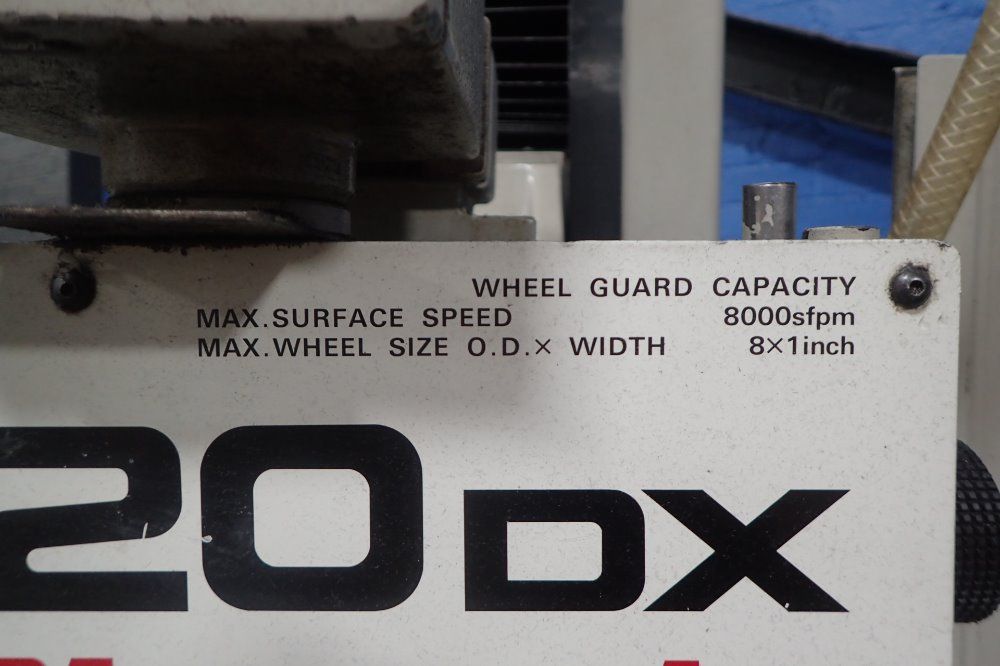 WHEEL GUARD CAPACITY
MAX.SURFACE SPEED 8000sfpm
MAX.WHEEL SIZE O.D.× WIDTH 8×1inch
20DX